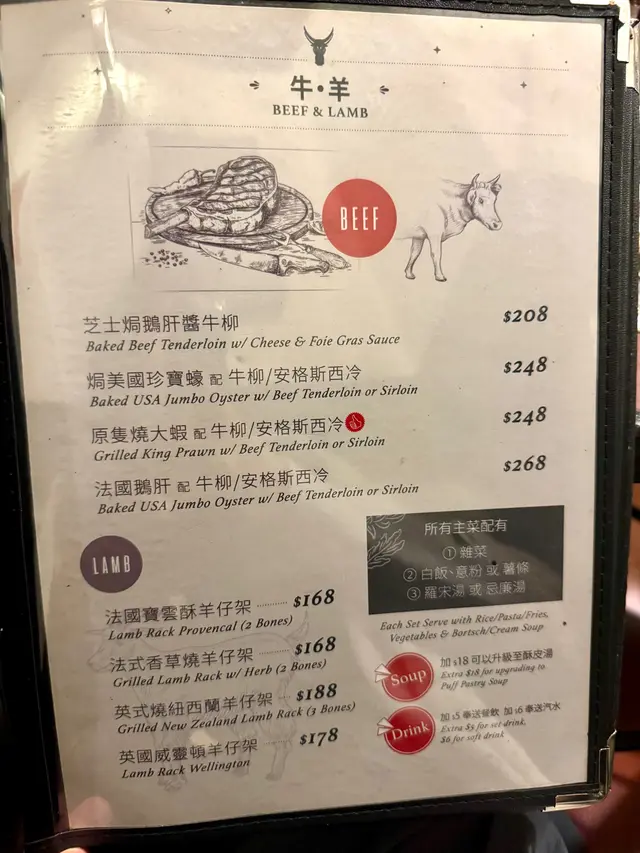 牛·羊
BEEF & LAMB
BEEF
芝士焗鵝肝醬牛柳 $208
Baked Beef Tenderloin w/ Cheese & Foie Gras Sauce
焗美國珍寶蠔 配 牛柳/安格斯西冷 $248
Baked USA Jumbo Oyster w/ Beef Tenderloin or Sirloin
原隻燒大蝦 配 牛柳/安格斯西冷 $248
Grilled King Prawn w/ Beef Tenderloin or Sirloin
法國鵝肝 配 牛柳/安格斯西冷 $268
Baked USA Jumbo Oyster w/ Beef Tenderloin or Sirloin
LAMB
法國寶雲酥羊仔架 $168
Lamb Rack Provencal (2 Bones)
法式香草燒羊仔架 $168
Grilled Lamb Rack w/ Herb (2 Bones)
英式燒紐西蘭羊仔架 $188
Grilled New Zealand Lamb Rack (3 Bones)
英國威靈頓羊仔架 $178
Lamb Rack Wellington
所有主菜配有
① 雜菜
② 白飯、意粉 或 薯條
③ 羅宋湯 或 忌廉湯
Each Set Serve with Rice/Pasta/Fries,
Vegetables & Bortsch/Cream Soup
Soup
加 $18 可以升級至酥皮湯
Extra $18 for upgrading to
Puff Pastry Soup
Drink
加 $5 奉送餐飲 加 $6 奉送汽水
Extra $5 for set drink,
$6 for soft drink